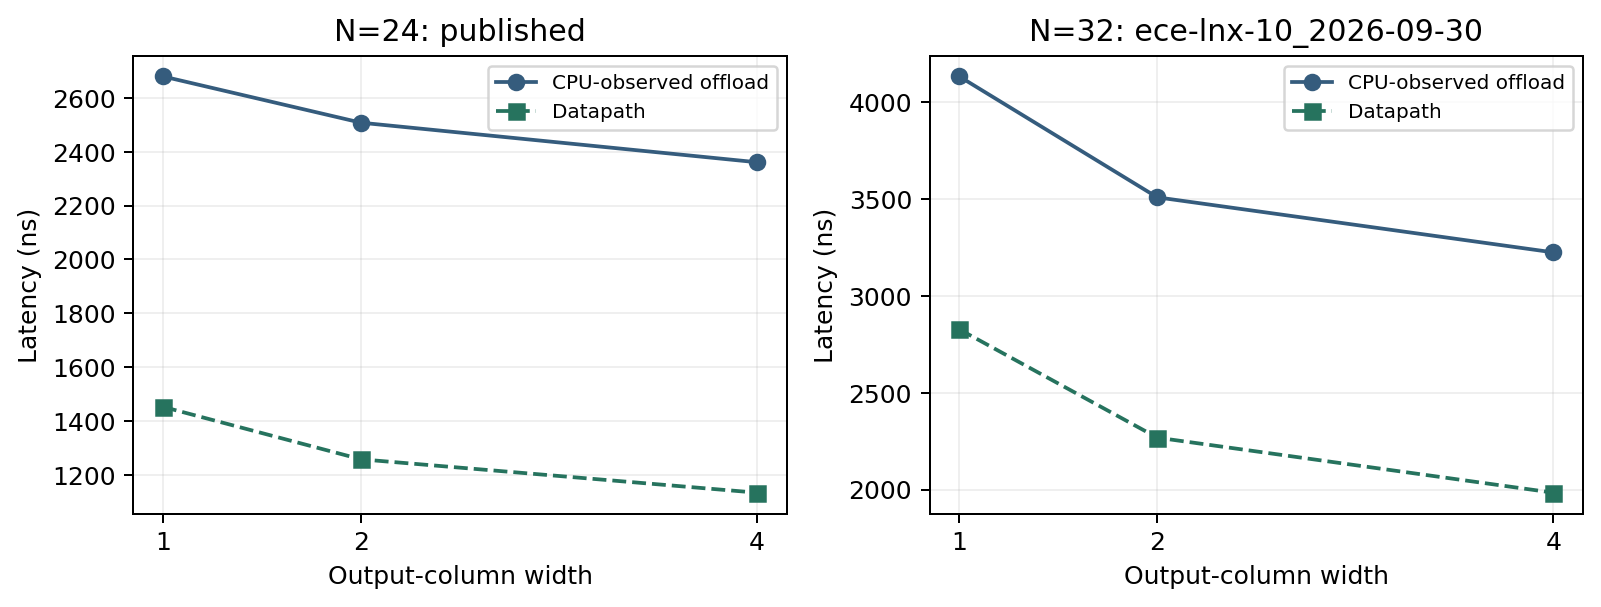 N=24: published
CPU-observed offload
Datapath
Latency (ns)
2600
2400
2200
2000
1800
1600
1400
1200
1
2
4
Output-column width
N=32: ece-lnx-10_2026-09-30
CPU-observed offload
Datapath
Latency (ns)
4000
3500
3000
2500
2000
1
2
4
Output-column width